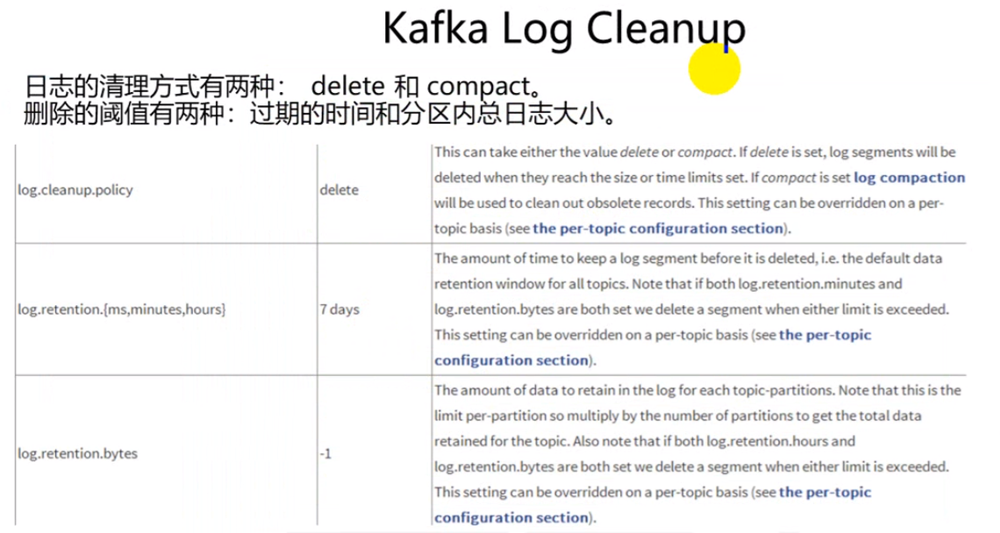 Kafka Log Cleanup
日志的清理方式有两种： delete 和 compact。
删除的阈值有两种：过期的时间和分区内总日志大小。
log.cleanup.policy
delete
This can take either the value delete or compact. If delete is set, log segments will be
deleted when they reach the size or time limits set. If compact is set log compaction
will be used to clean out obsolete records. This setting can be overridden on a per-
topic basis (see the per-topic configuration section).
log.retention.{ms,minutes,hours}
7 days
The amount of time to keep a log segment before it is deleted, i.e. the default data
retention window for all topics. Note that if both log.retention.minutes and
log.retention.bytes are both set we delete a segment when either limit is exceeded.
This setting can be overridden on a per-topic basis (see the per-topic
configuration section).
log.retention.bytes
-1
The amount of data to retain in the log for each topic-partitions. Note that this is the
limit per-partition so multiply by the number of partitions to get the total data
retained for the topic. Also note that if both log.retention.hours and
log.retention.bytes are both set we delete a segment when either limit is exceeded.
This setting can be overridden on a per-topic basis (see the per-topic
configuration section).